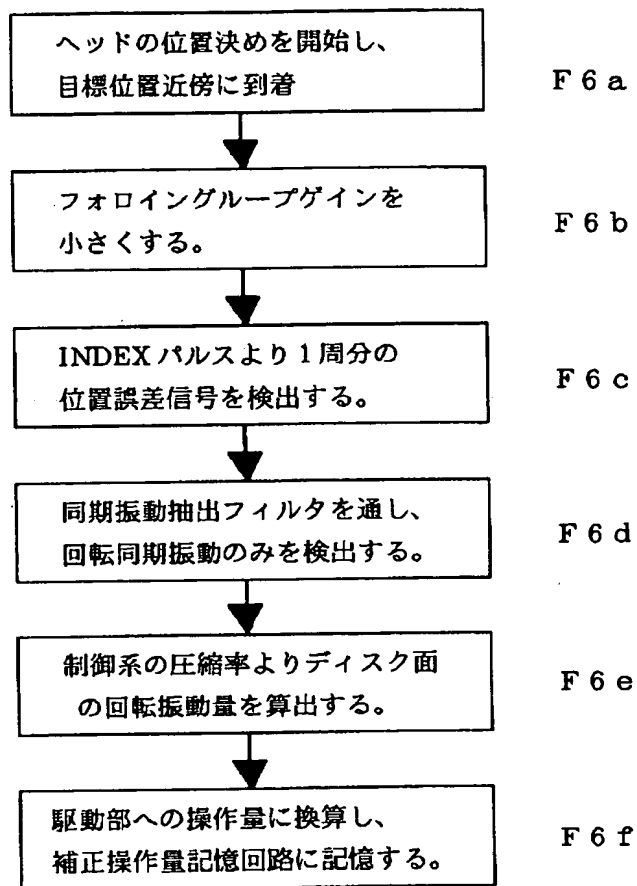 ヘッドの位置決めを開始し、
目標位置近傍に到着
F6a
フォロイングループゲインを
小さくする。
F6b
INDEXパルスより1周分の
位置誤差信号を検出する。
F6c
同期振動抽出フィルタを通し、
回転同期振動のみを検出する。
F6d
制御系の圧縮率よりディスク面
の回転振動量を算出する。
F6e
駆動部への操作量に換算し、
補正操作量記憶回路に記憶する。
F6f